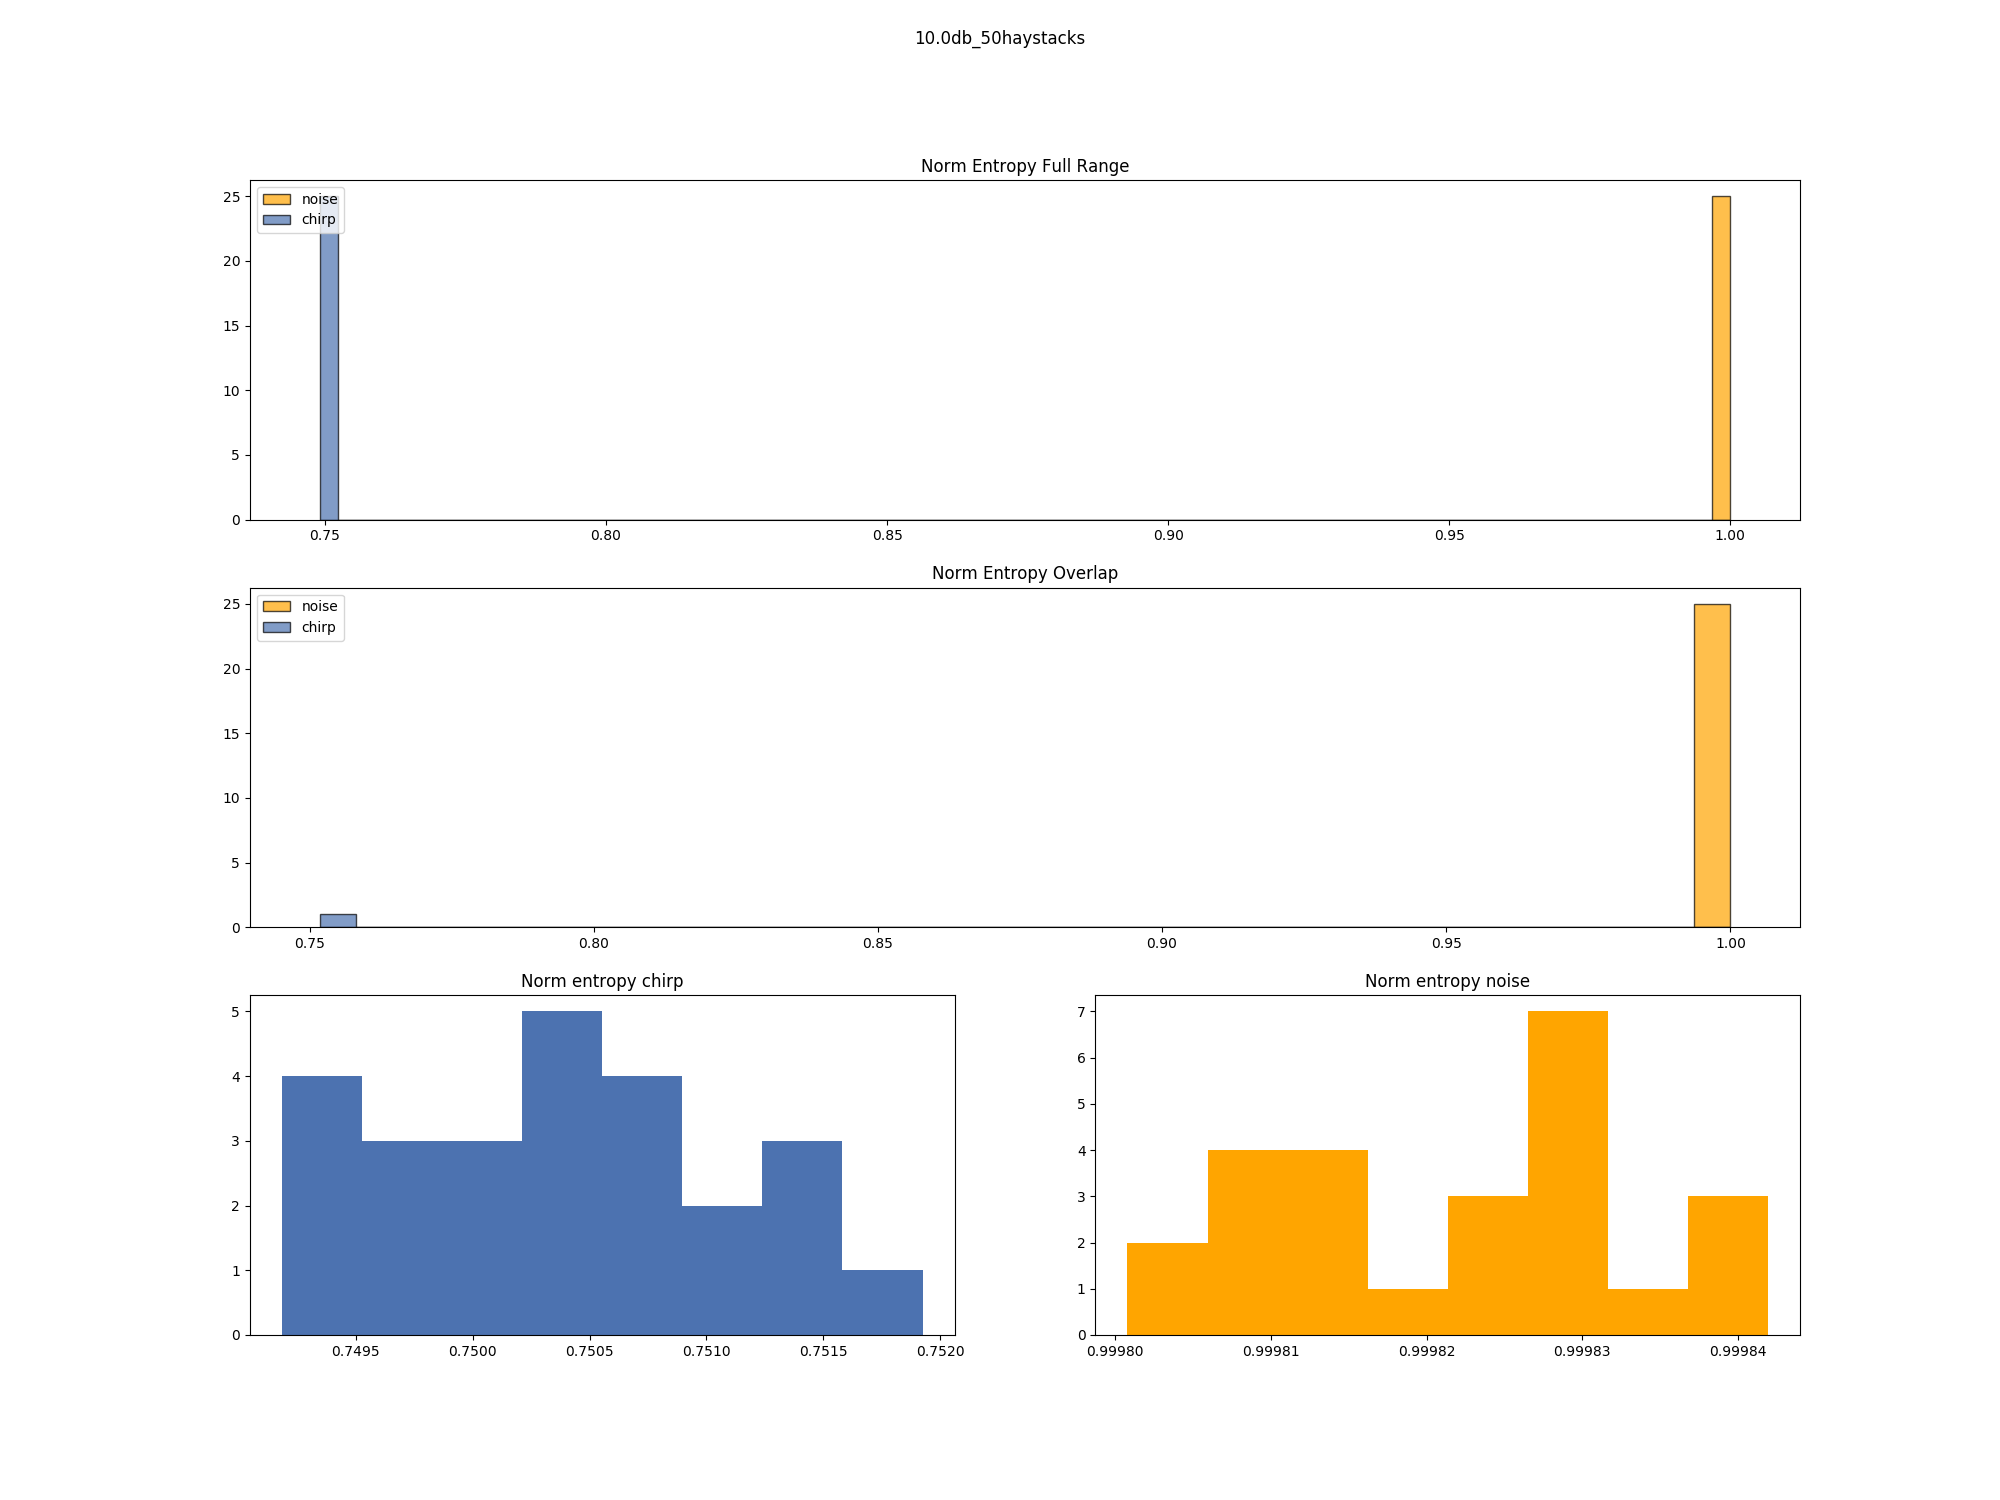 10.0db_50haystacks
Norm Entropy Full Range
noise
chirp
25
20
15
10
5
0
0.75 0.80 0.85 0.90 0.95 1.00
Norm Entropy Overlap
noise
chirp
25
20
15
10
5
0
0.75 0.80 0.85 0.90 0.95 1.00
Norm entropy chirp
5
4
3
2
1
0
0.7495 0.7500 0.7505 0.7510 0.7515 0.7520
Norm entropy noise
7
6
5
4
3
2
1
0
0.99980 0.99981 0.99982 0.99983 0.99984